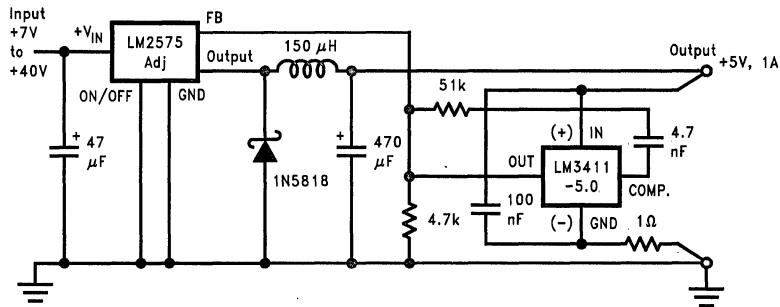 Input
+7V
to
+40V
+VIN
LM2575
Adj
FB
Output
ON/OFF
GND
150 μH
Output
+5V, 1A
51k
+ 47
μF
1N5818
+ 470
μF
(+) IN
4.7
nF
OUT
LM3411
-5.0
COMP.
4.7k
100
nF
(−) GND
1Ω